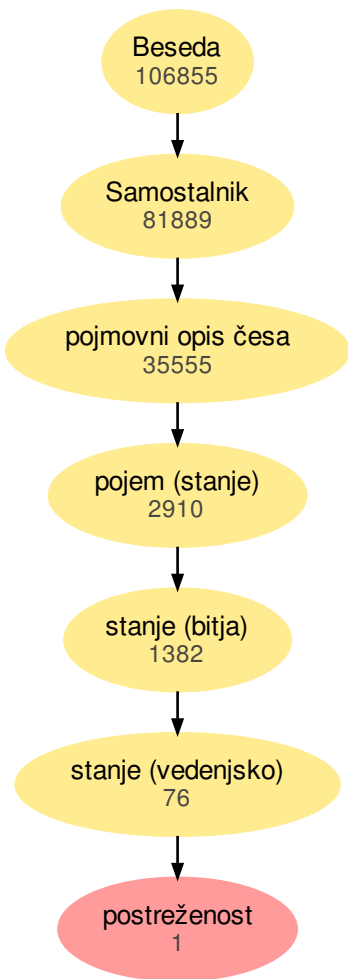 Beseda
106855
Samostalnik
81889
pojmovni opis česa
35555
pojem (stanje)
2910
stanje (bitja)
1382
stanje (vedenjsko)
76
postreženost
1